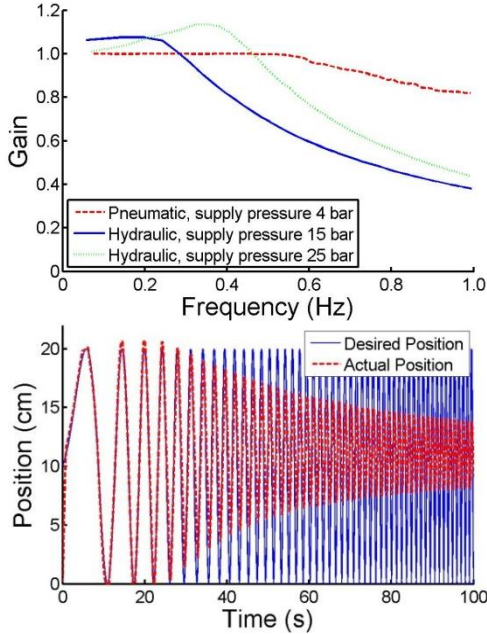 1.2
1.0
0.8
0.6
0.4
0.2
0
Gain
Pneumatic, supply pressure 4 bar
Hydraulic, supply pressure 15 bar
Hydraulic, supply pressure 25 bar
0 0.2 0.4 0.6 0.8 1.0
Frequency (Hz)
20
15
10
5
0
Position (cm)
Desired Position
Actual Position
0 20 40 60 80 100
Time (s)